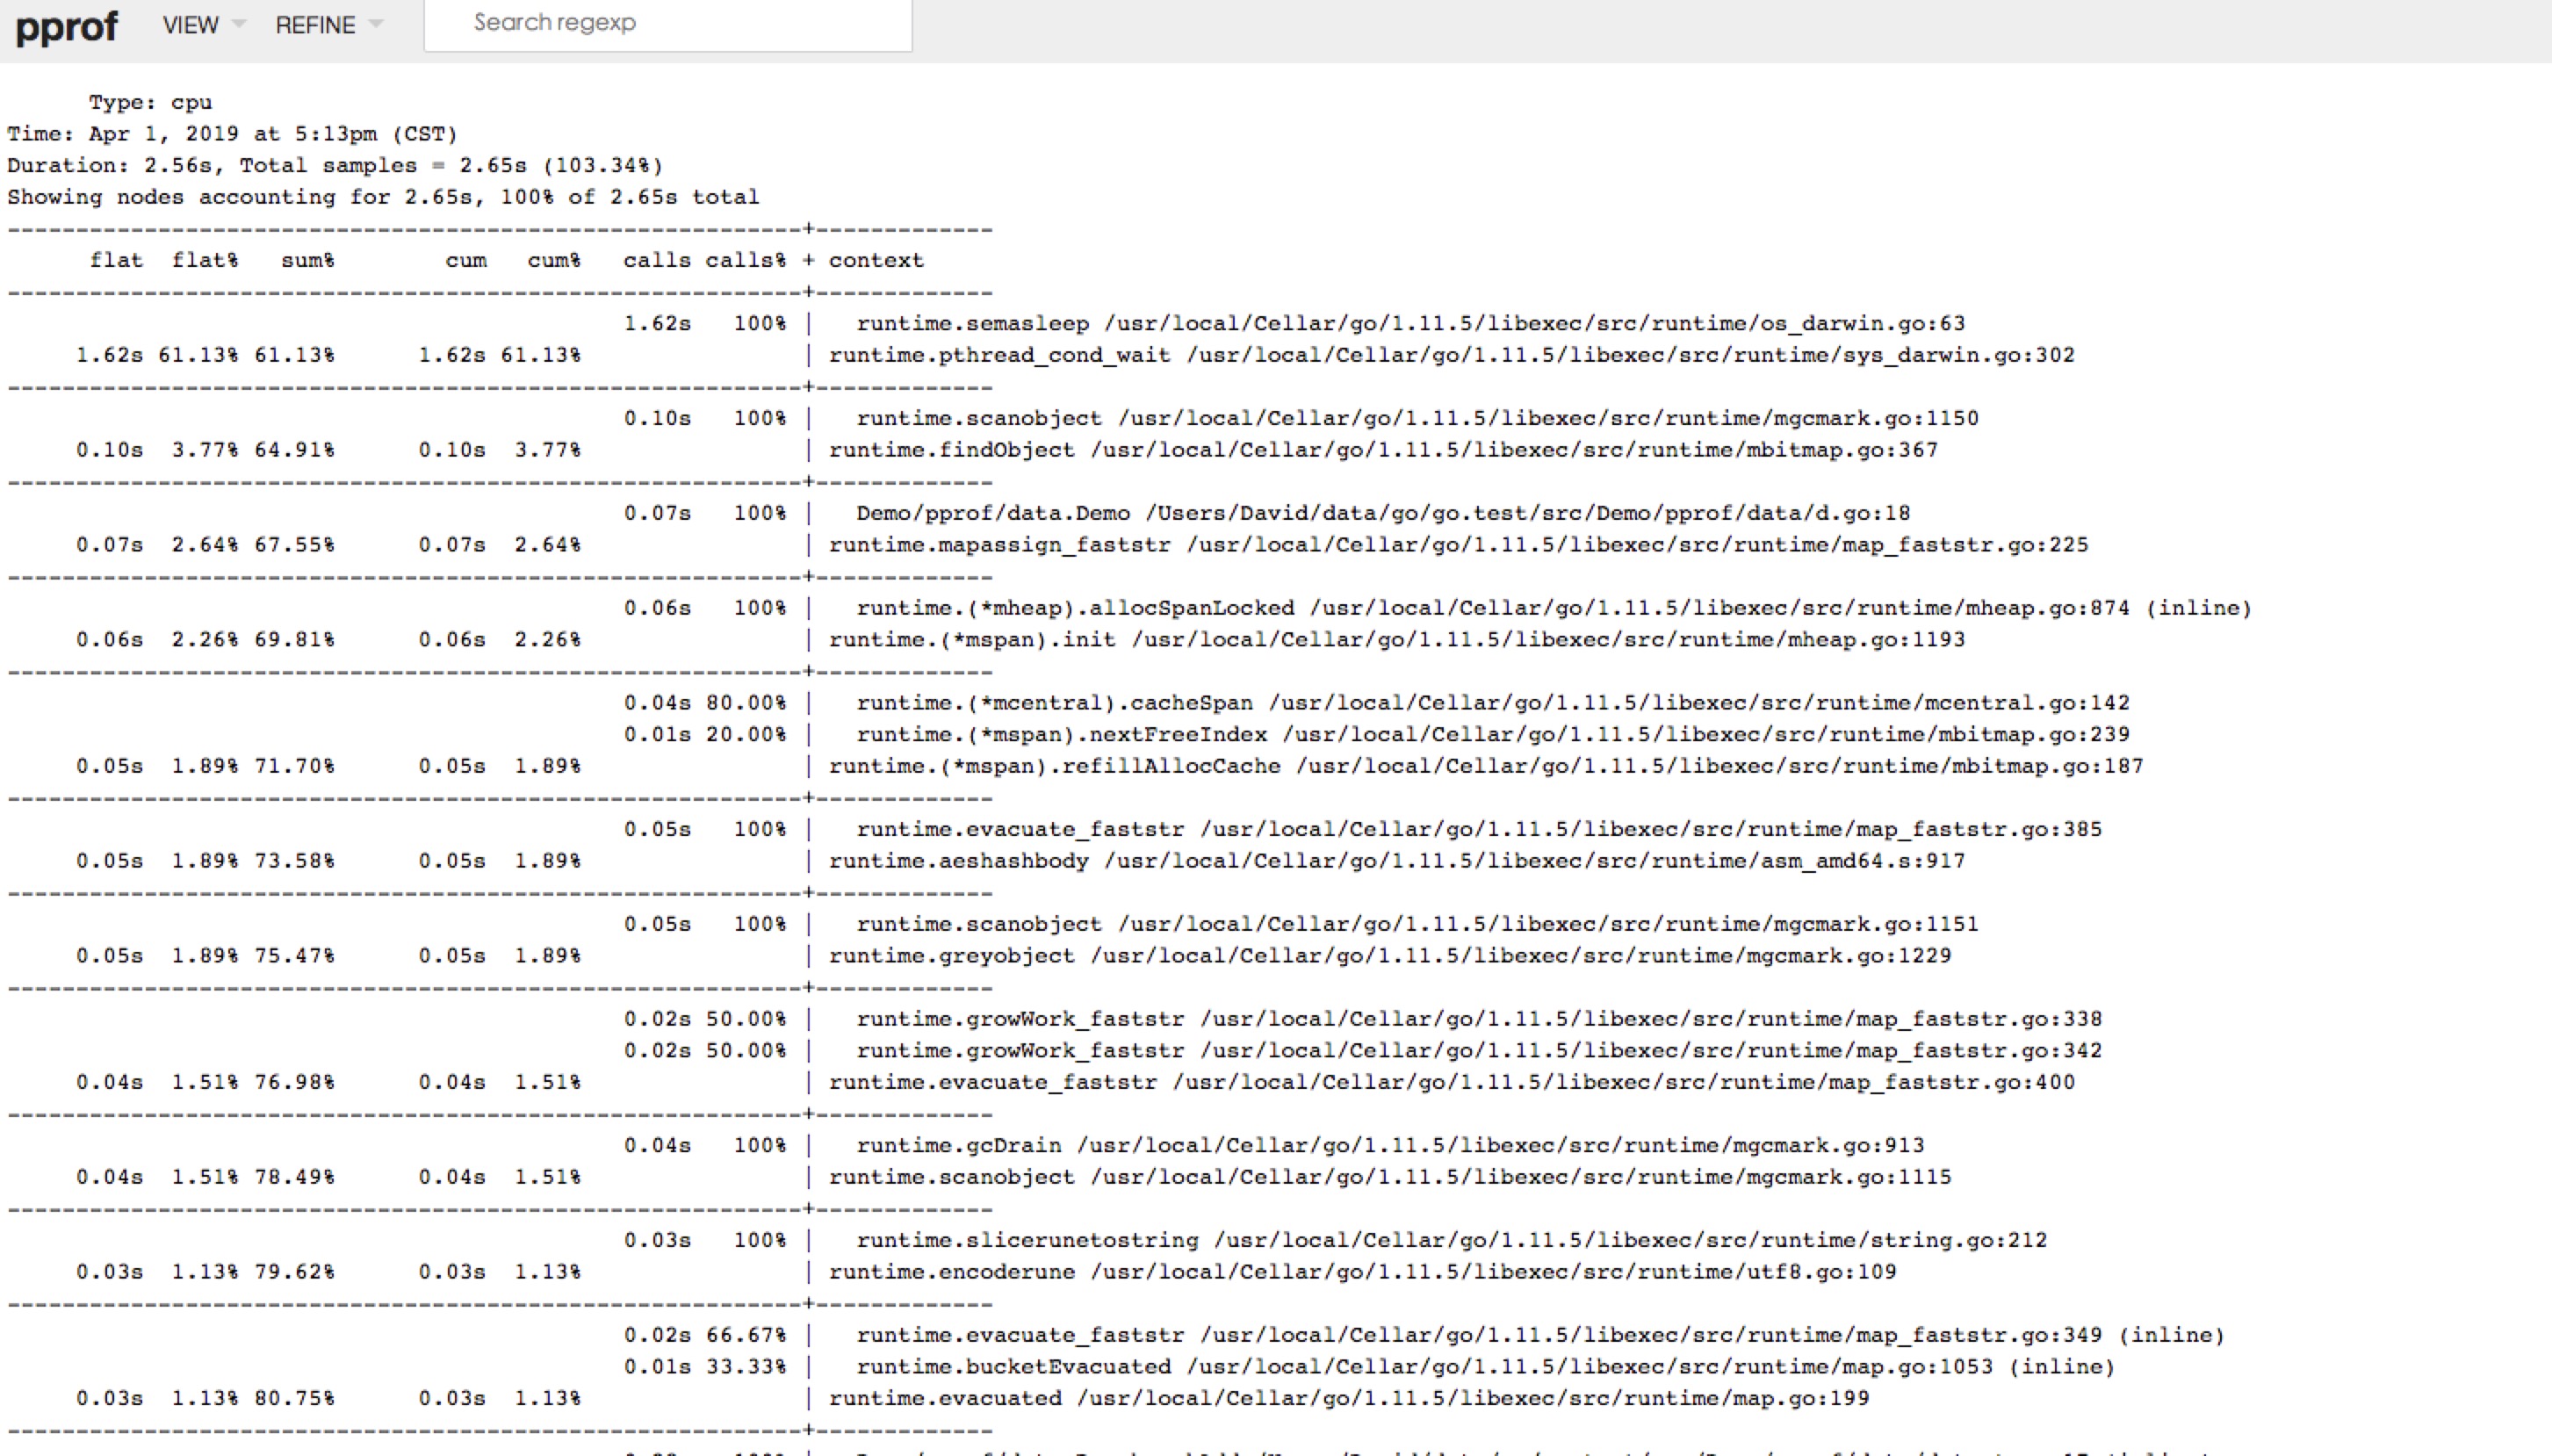 pprof VIEW REFINE Search regexp
Type: cpu
Time: Apr 1, 2019 at 5:13pm (CST)
Duration: 2.56s, Total samples = 2.65s (103.34%)
Showing nodes accounting for 2.65s, 100% of 2.65s total
----------------------------------------------------------+-------------
flat flat% sum% cum cum% calls calls% + context
----------------------------------------------------------+-------------
1.62s 100% | runtime.semasleep /usr/local/Cellar/go/1.11.5/libexec/src/runtime/os_darwin.go:63
1.62s 61.13% 61.13% 1.62s 61.13% | runtime.pthread_cond_wait /usr/local/Cellar/go/1.11.5/libexec/src/runtime/sys_darwin.go:302
----------------------------------------------------------+-------------
0.10s 100% | runtime.scanobject /usr/local/Cellar/go/1.11.5/libexec/src/runtime/mgcmark.go:1150
0.10s 3.77% 64.91% 0.10s 3.77% | runtime.findObject /usr/local/Cellar/go/1.11.5/libexec/src/runtime/mbitmap.go:367
----------------------------------------------------------+-------------
0.07s 100% | Demo/pprof/data.Demo /Users/David/data/go/go.test/src/Demo/pprof/data/d.go:18
0.07s 2.64% 67.55% 0.07s 2.64% | runtime.mapassign_faststr /usr/local/Cellar/go/1.11.5/libexec/src/runtime/map_faststr.go:225
----------------------------------------------------------+-------------
0.06s 100% | runtime.(*mheap).allocSpanLocked /usr/local/Cellar/go/1.11.5/libexec/src/runtime/mheap.go:874 (inline)
0.06s 2.26% 69.81% 0.06s 2.26% | runtime.(*mspan).init /usr/local/Cellar/go/1.11.5/libexec/src/runtime/mheap.go:1193
----------------------------------------------------------+-------------
0.04s 80.00% | runtime.(*mcentral).cacheSpan /usr/local/Cellar/go/1.11.5/libexec/src/runtime/mcentral.go:142
0.01s 20.00% | runtime.(*mspan).nextFreeIndex /usr/local/Cellar/go/1.11.5/libexec/src/runtime/mbitmap.go:239
0.05s 1.89% 71.70% 0.05s 1.89% | runtime.(*mspan).refillAllocCache /usr/local/Cellar/go/1.11.5/libexec/src/runtime/mbitmap.go:187
----------------------------------------------------------+-------------
0.05s 100% | runtime.evacuate_faststr /usr/local/Cellar/go/1.11.5/libexec/src/runtime/map_faststr.go:385
0.05s 1.89% 73.58% 0.05s 1.89% | runtime.aeshashbody /usr/local/Cellar/go/1.11.5/libexec/src/runtime/asm_amd64.s:917
----------------------------------------------------------+-------------
0.05s 100% | runtime.scanobject /usr/local/Cellar/go/1.11.5/libexec/src/runtime/mgcmark.go:1151
0.05s 1.89% 75.47% 0.05s 1.89% | runtime.greyobject /usr/local/Cellar/go/1.11.5/libexec/src/runtime/mgcmark.go:1229
----------------------------------------------------------+-------------
0.02s 50.00% | runtime.growWork_faststr /usr/local/Cellar/go/1.11.5/libexec/src/runtime/map_faststr.go:338
0.02s 50.00% | runtime.growWork_faststr /usr/local/Cellar/go/1.11.5/libexec/src/runtime/map_faststr.go:342
0.04s 1.51% 76.98% 0.04s 1.51% | runtime.evacuate_faststr /usr/local/Cellar/go/1.11.5/libexec/src/runtime/map_faststr.go:400
----------------------------------------------------------+-------------
0.04s 100% | runtime.gcDrain /usr/local/Cellar/go/1.11.5/libexec/src/runtime/mgcmark.go:913
0.04s 1.51% 78.49% 0.04s 1.51% | runtime.scanobject /usr/local/Cellar/go/1.11.5/libexec/src/runtime/mgcmark.go:1115
----------------------------------------------------------+-------------
0.03s 100% | runtime.slicerunetostring /usr/local/Cellar/go/1.11.5/libexec/src/runtime/string.go:212
0.03s 1.13% 79.62% 0.03s 1.13% | runtime.encoderune /usr/local/Cellar/go/1.11.5/libexec/src/runtime/utf8.go:109
----------------------------------------------------------+-------------
0.02s 66.67% | runtime.evacuate_faststr /usr/local/Cellar/go/1.11.5/libexec/src/runtime/map_faststr.go:349 (inline)
0.01s 33.33% | runtime.bucketEvacuated /usr/local/Cellar/go/1.11.5/libexec/src/runtime/map.go:1053 (inline)
0.03s 1.13% 80.75% 0.03s 1.13% | runtime.evacuated /usr/local/Cellar/go/1.11.5/libexec/src/runtime/map.go:199
----------------------------------------------------------+-------------